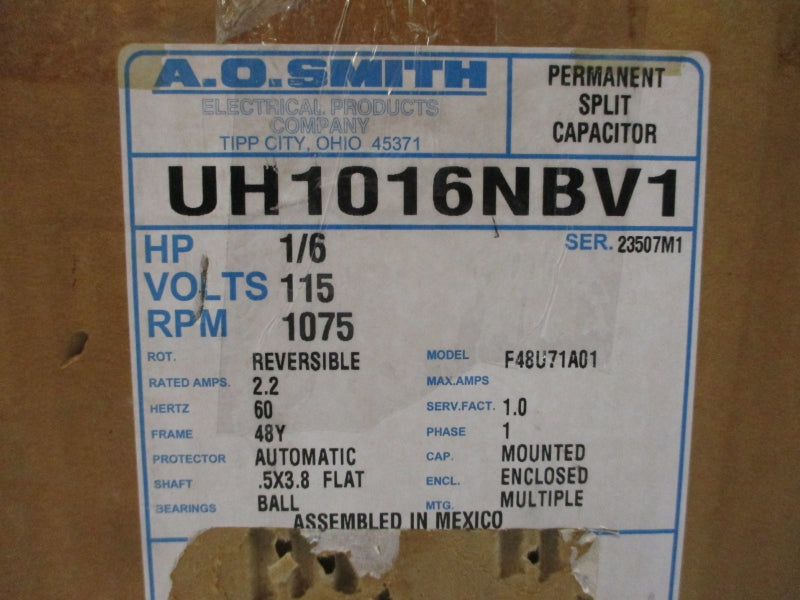 A.O.SMITH
ELECTRICAL PRODUCTS
COMPANY
TIPP CITY, OHIO 45371
PERMANENT
SPLIT
CAPACITOR
UH1016NBV1
HP 1/6
SER. 23507M1
VOLTS 115
RPM 1075
ROT. REVERSIBLE
MODEL F48U71A01
RATED AMPS. 2.2
MAX.AMPS
HERTZ 60
SERV.FACT. 1.0
FRAME 48Y
PHASE 1
PROTECTOR AUTOMATIC
CAP. MOUNTED
SHAFT .5X3.8 FLAT
ENCL. ENCLOSED
BEARINGS BALL
MTG. MULTIPLE
ASSEMBLED IN MEXICO